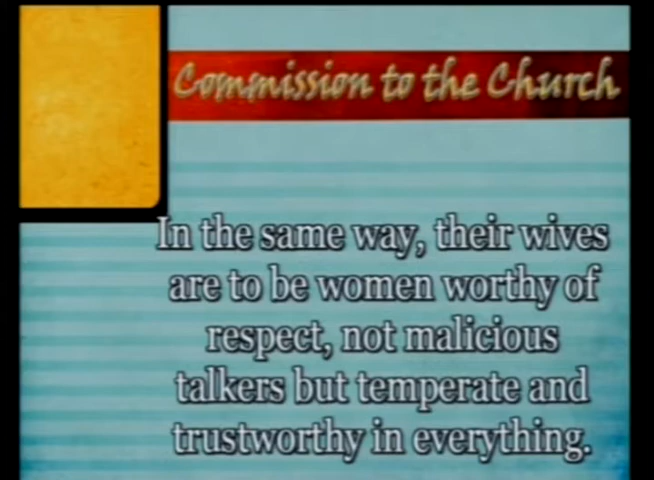 Commission to the Church
In the same way, their wives
are to be women worthy of
respect, not malicious
talkers but temperate and
trustworthy in everything.